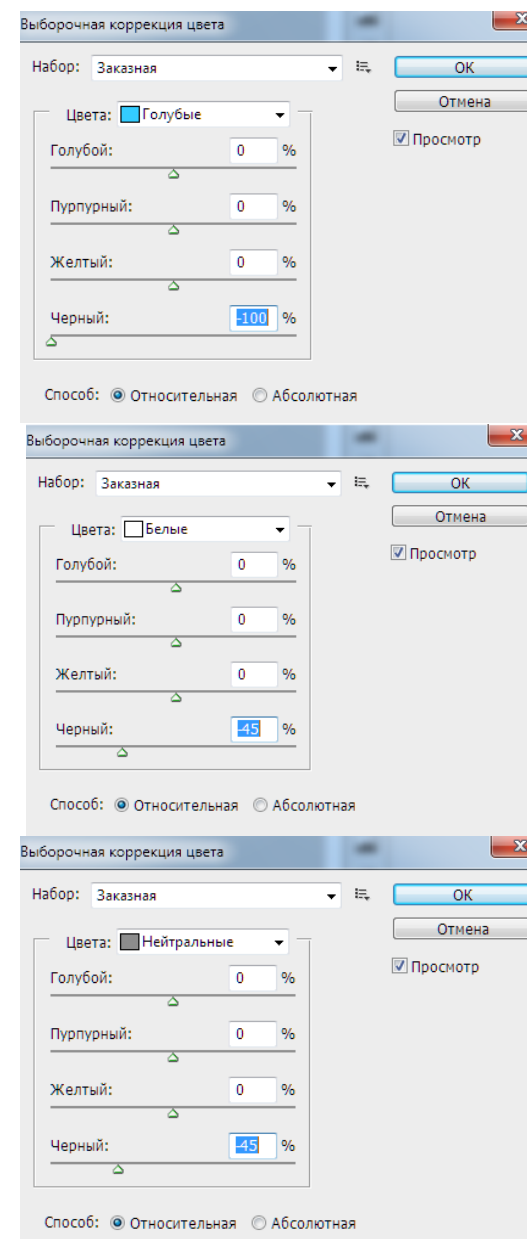 Выборочная коррекция цвета
Набор: Заказная
OK
Отмена
Просмотр
Цвета: Голубые
Голубой: 0 %
Пурпурный: 0 %
Желтый: 0 %
Черный: -100 %
Способ: Относительная Абсолютная
Выборочная коррекция цвета
Набор: Заказная
OK
Отмена
Просмотр
Цвета: Белые
Голубой: 0 %
Пурпурный: 0 %
Желтый: 0 %
Черный: -45 %
Способ: Относительная Абсолютная
Выборочная коррекция цвета
Набор: Заказная
OK
Отмена
Просмотр
Цвета: Нейтральные
Голубой: 0 %
Пурпурный: 0 %
Желтый: 0 %
Черный: -45 %
Способ: Относительная Абсолютная